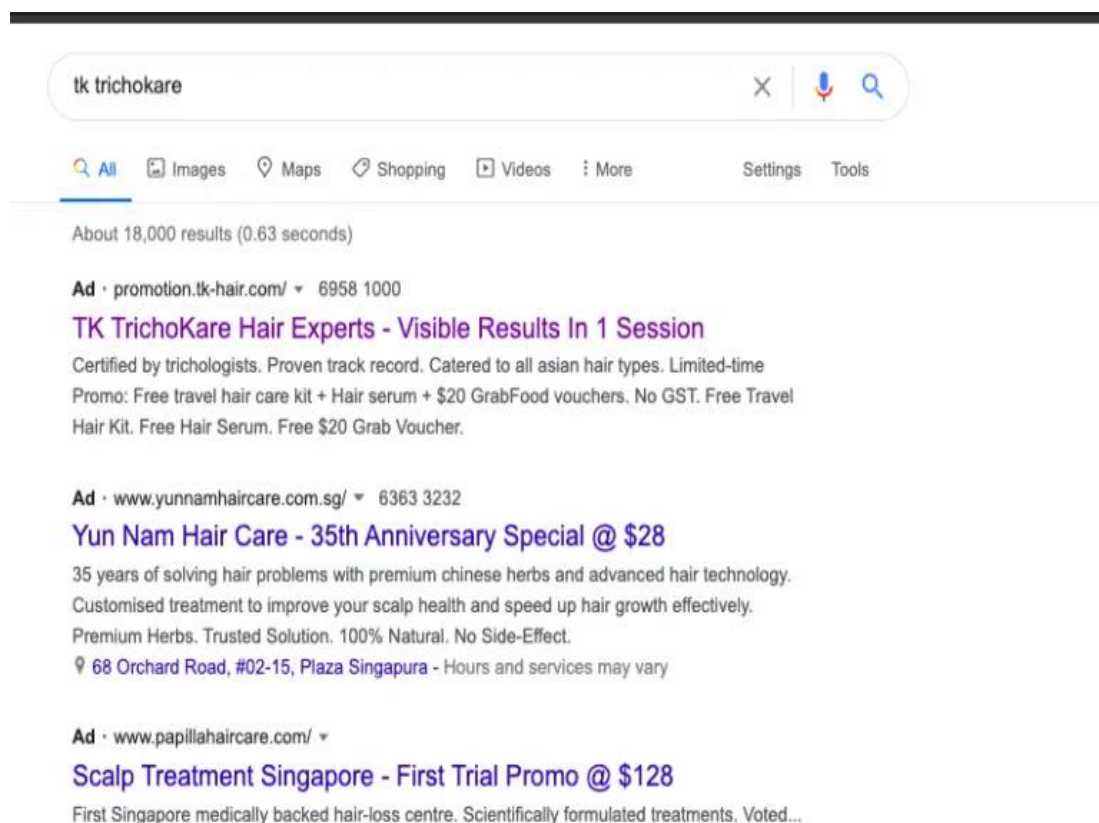 tk trichokare
All Images Maps Shopping Videos More Settings Tools
About 18,000 results (0.63 seconds)
Ad · promotion.tk-hair.com/ 6958 1000
TK TrichoKare Hair Experts - Visible Results In 1 Session
Certified by trichologists. Proven track record. Catered to all asian hair types. Limited-time
Promo: Free travel hair care kit + Hair serum + $20 GrabFood vouchers. No GST. Free Travel
Hair Kit. Free Hair Serum. Free $20 Grab Voucher.
Ad · www.yunnamhaircare.com.sg/ 6363 3232
Yun Nam Hair Care - 35th Anniversary Special @ $28
35 years of solving hair problems with premium chinese herbs and advanced hair technology.
Customised treatment to improve your scalp health and speed up hair growth effectively.
Premium Herbs. Trusted Solution. 100% Natural. No Side-Effect.
68 Orchard Road, #02-15, Plaza Singapura - Hours and services may vary
Ad · www.papillahaircare.com/
Scalp Treatment Singapore - First Trial Promo @ $128
First Singapore medically backed hair-loss centre. Scientifically formulated treatments. Voted...